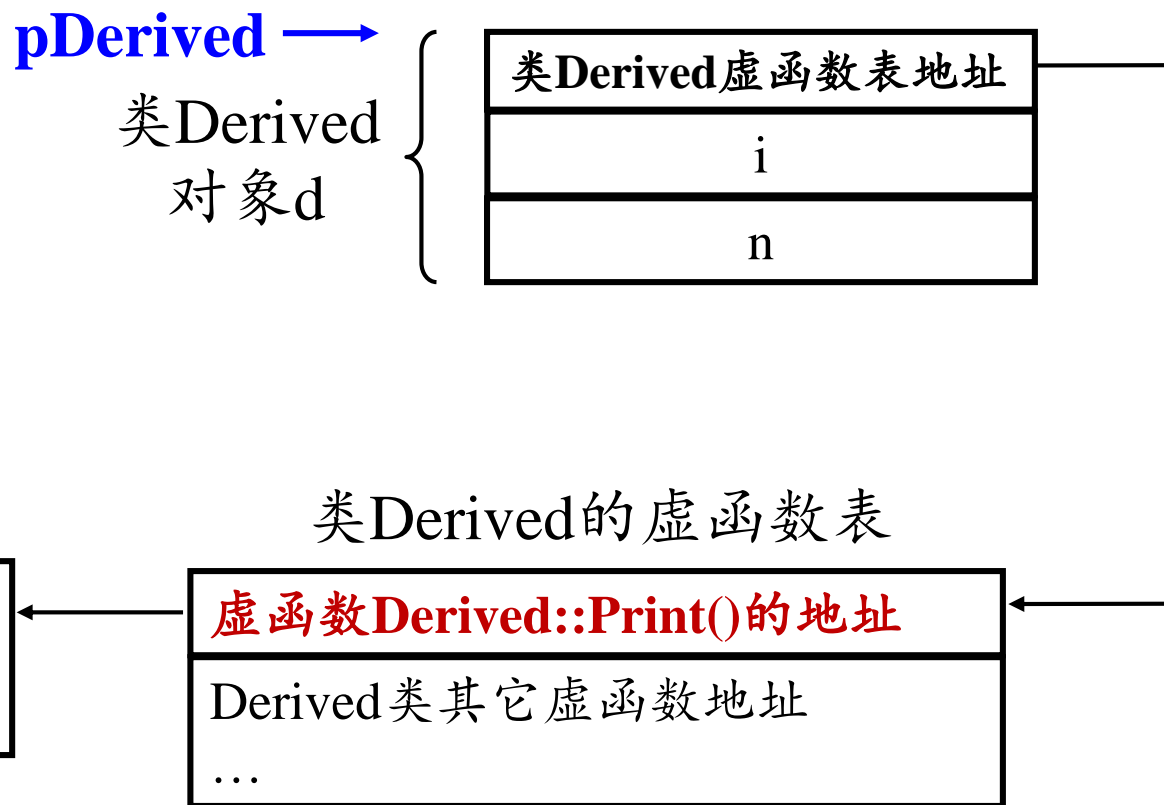 pDerived
类Derived
对象d
类Derived虚函数表地址
i
n
类Derived的虚函数表
虚函数Derived::Print()的地址
Derived类其它虚函数地址
…